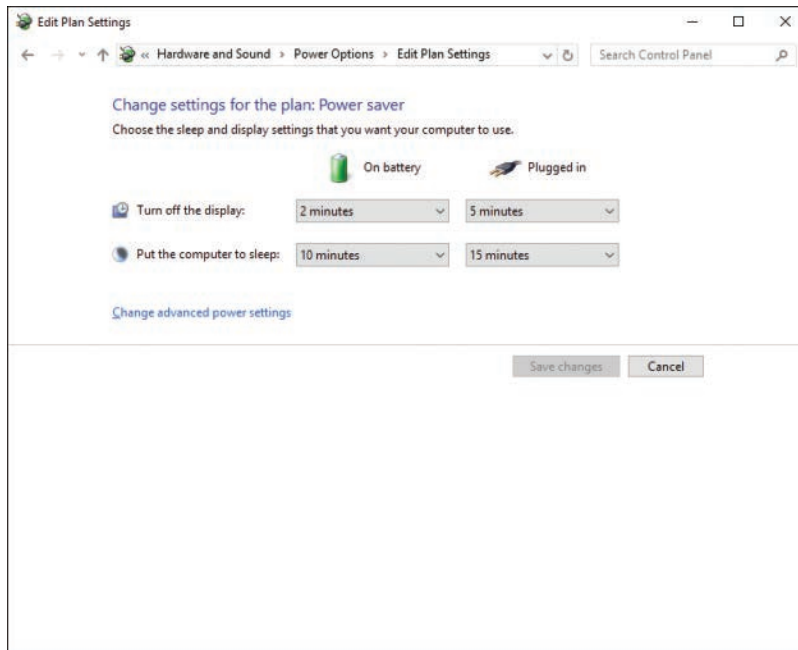 Edit Plan Settings
« Hardware and Sound > Power Options > Edit Plan Settings Search Control Panel
Change settings for the plan: Power saver
Choose the sleep and display settings that you want your computer to use.
On battery Plugged in
Turn off the display: 2 minutes 5 minutes
Put the computer to sleep: 10 minutes 15 minutes
Change advanced power settings
Save changes Cancel